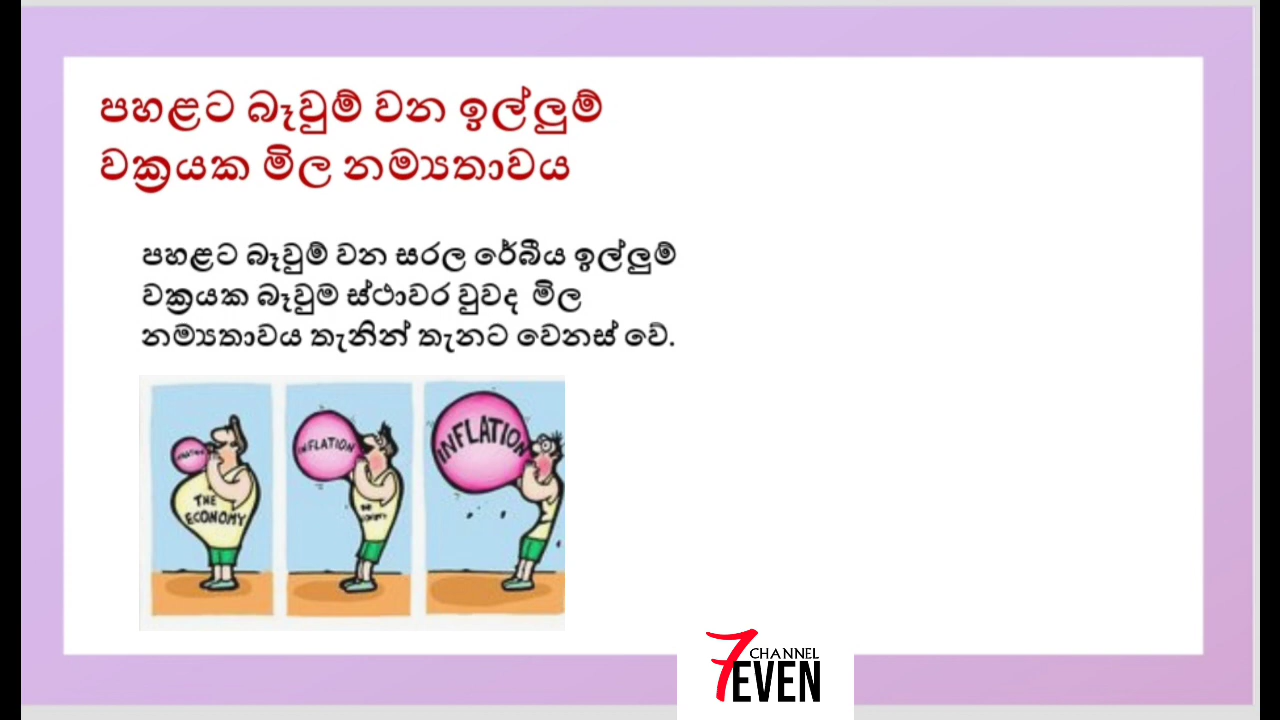 පහළට බෑවුම් වන ඉල්ලුම්
වක්‍රයක මිල නම්‍යතාවය
පහළට බෑවුම් වන සරල රේඛීය ඉල්ලුම්
වක්‍රයක බෑවුම ස්ථාවර වුවද මිල
නම්‍යතාවය තැනින් තැනට වෙනස් වේ.
THE
ECONOMY
INFLATION
INFLATION
7 CHANNEL
7EVEN